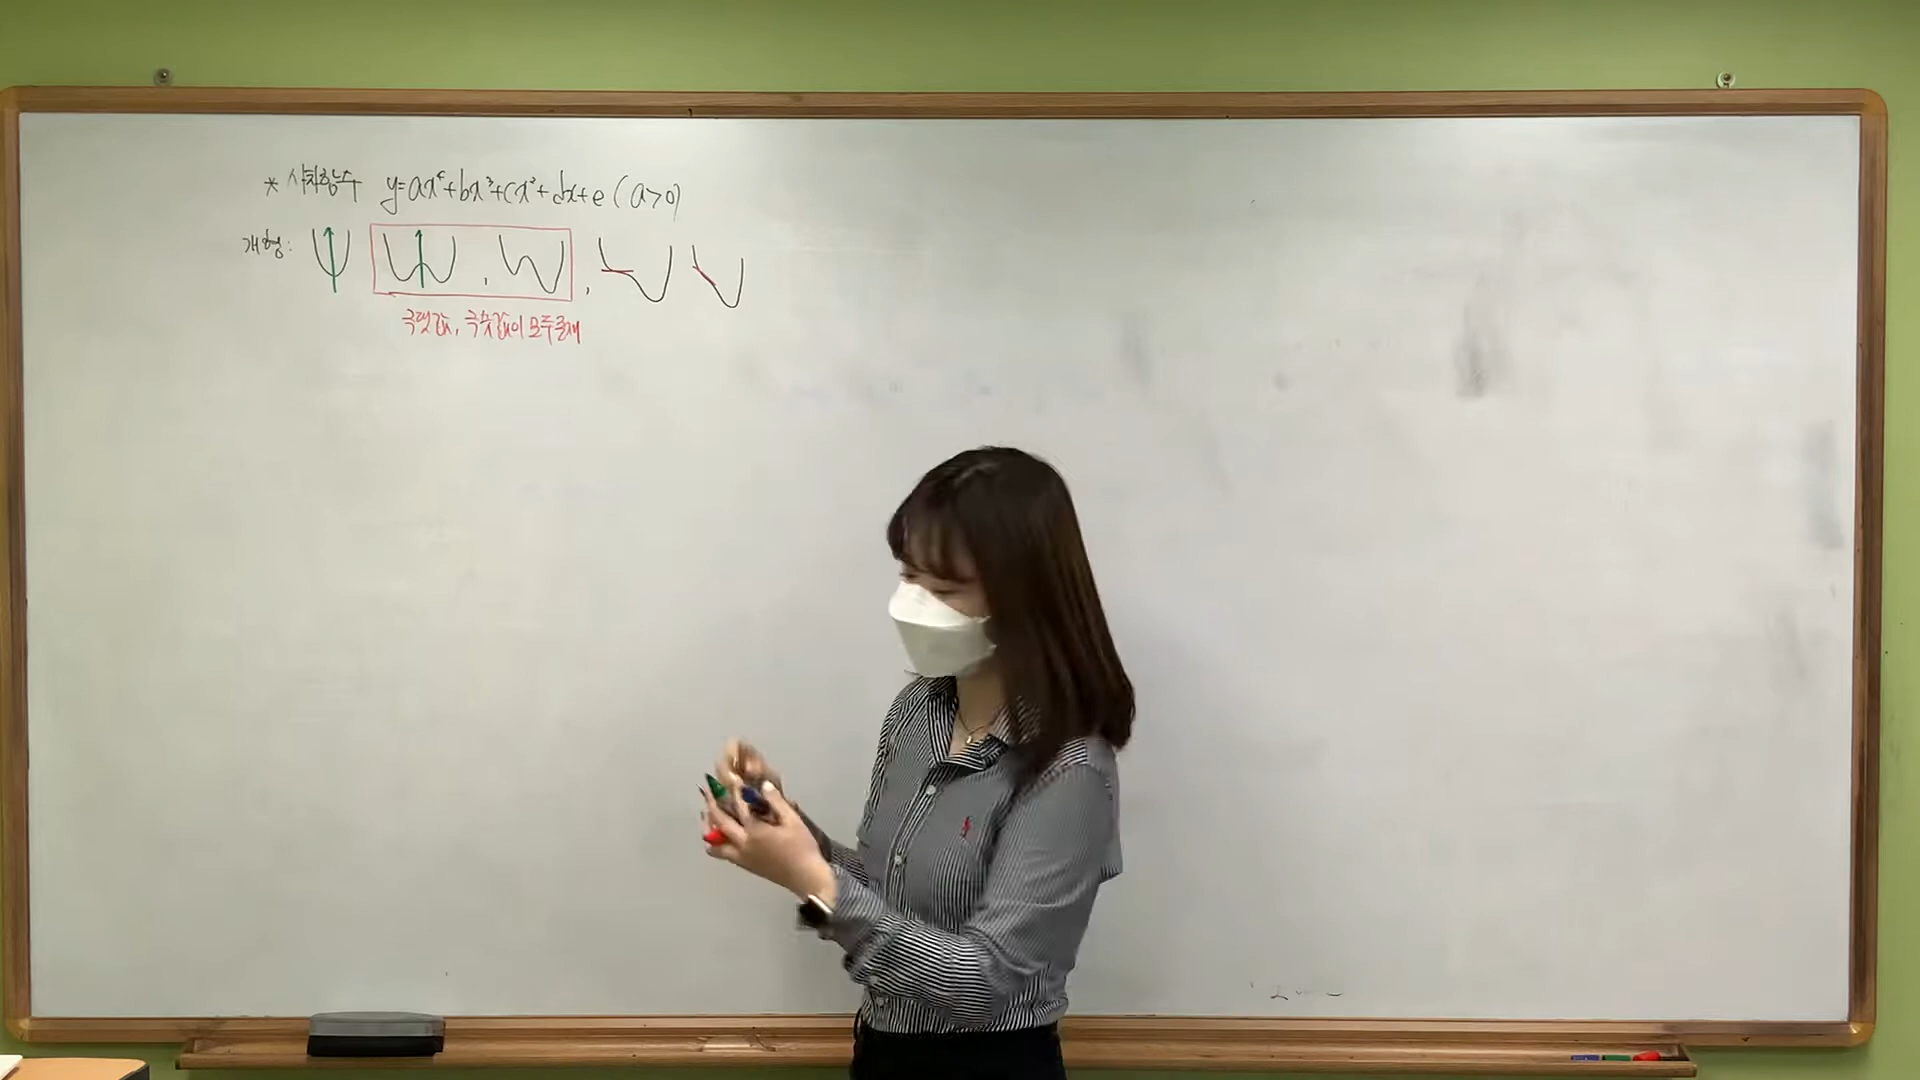 * 사차함수 y=ax⁴+bx³+cx²+dx+e (a>0)
개형:
극댓값, 극솟값이 모두 존재